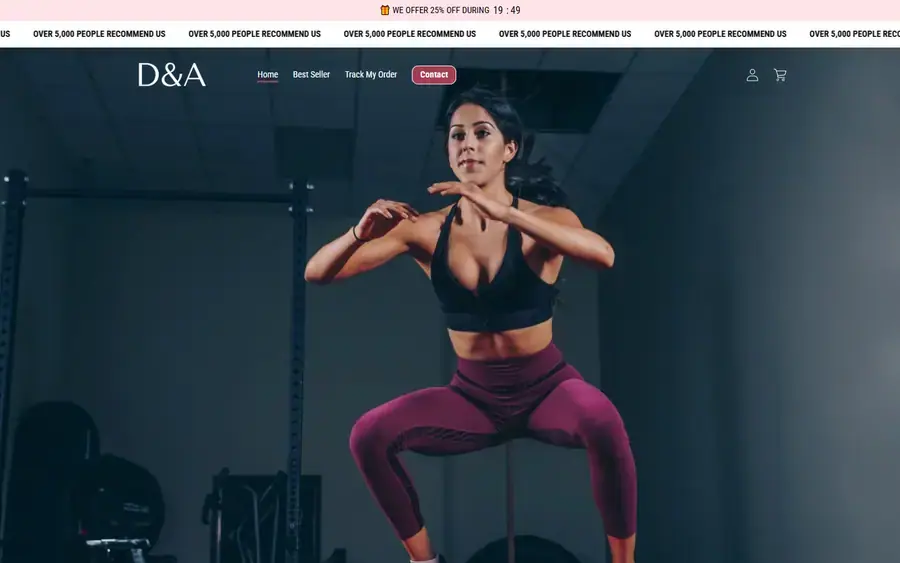 WE OFFER 25% OFF DURING 19 : 49
US OVER 5,000 PEOPLE RECOMMEND US OVER 5,000 PEOPLE RECOMMEND US OVER 5,000 PEOPLE RECOMMEND US OVER 5,000 PEOPLE RECOMMEND US OVER 5,000 PEOPLE RECOMMEND US OVER 5,000 PEOPLE RECO
D&A Home Best Seller Track My Order Contact